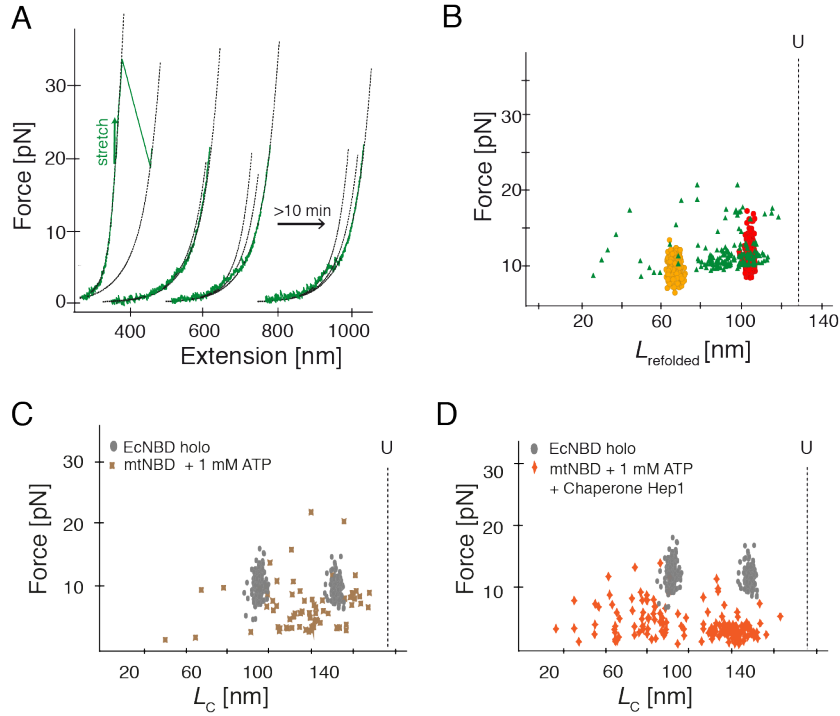 A
Force [pN]
30
20
10
0
stretch
>10 min
400
600
800
1000
Extension [nm]
B
Force [pN]
30
20
10
U
20
60
100
140
Lrefolded [nm]
C
Force [pN]
30
20
10
EcNBD holo
mtNBD + 1 mM ATP
U
20
60
100
140
LC [nm]
D
Force [pN]
30
20
10
EcNBD holo
mtNBD + 1 mM ATP
+ Chaperone Hep1
U
20
60
100
140
LC [nm]